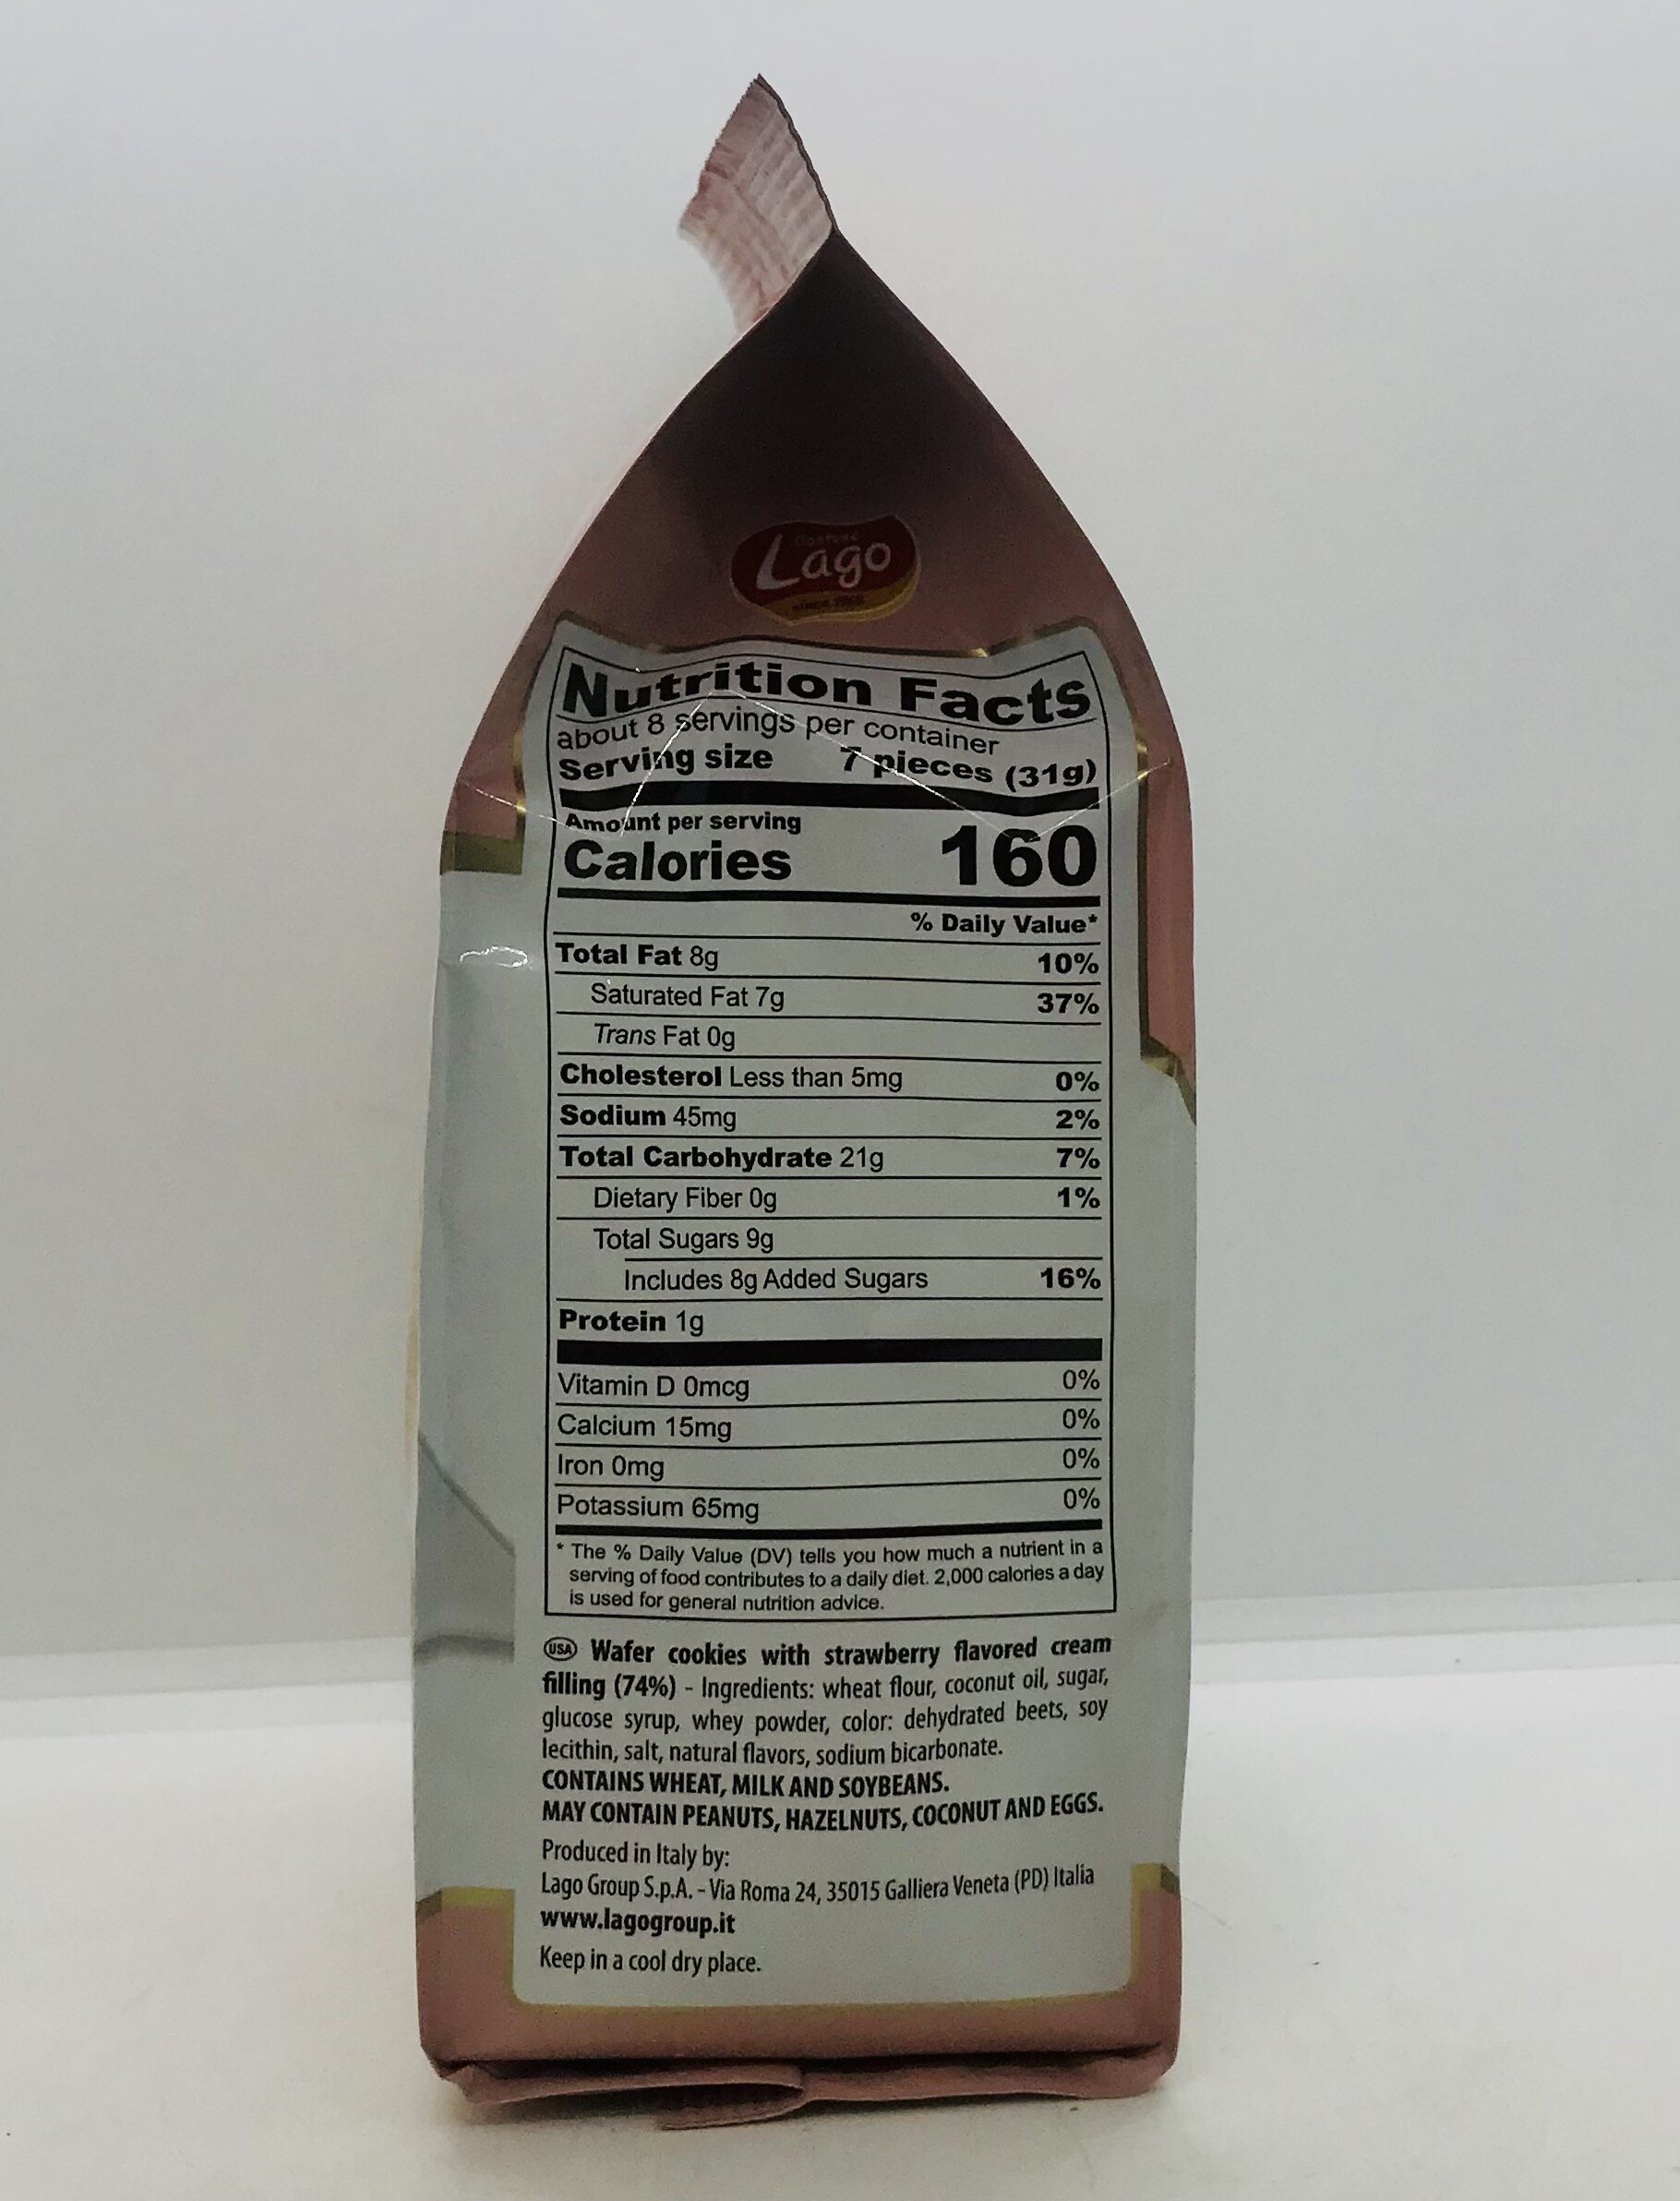 Lago
Nutrition Facts
about 8 servings per container
Serving size 7 pieces (31g)
Amount per serving
Calories 160
% Daily Value*
Total Fat 8g 10%
Saturated Fat 7g 37%
Trans Fat 0g
Cholesterol Less than 5mg 0%
Sodium 45mg 2%
Total Carbohydrate 21g 7%
Dietary Fiber 0g 1%
Total Sugars 9g
Includes 8g Added Sugars 16%
Protein 1g
Vitamin D 0mcg 0%
Calcium 15mg 0%
Iron 0mg 0%
Potassium 65mg 0%
* The % Daily Value (DV) tells you how much a nutrient in a
serving of food contributes to a daily diet. 2,000 calories a day
is used for general nutrition advice.
USA Wafer cookies with strawberry flavored cream
filling (74%) - Ingredients: wheat flour, coconut oil, sugar,
glucose syrup, whey powder, color: dehydrated beets, soy
lecithin, salt, natural flavors, sodium bicarbonate.
CONTAINS WHEAT, MILK AND SOYBEANS.
MAY CONTAIN PEANUTS, HAZELNUTS, COCONUT AND EGGS.
Produced in Italy by:
Lago Group S.p.A. - Via Roma 24, 35015 Galliera Veneta (PD) Italia
www.lagogroup.it
Keep in a cool dry place.